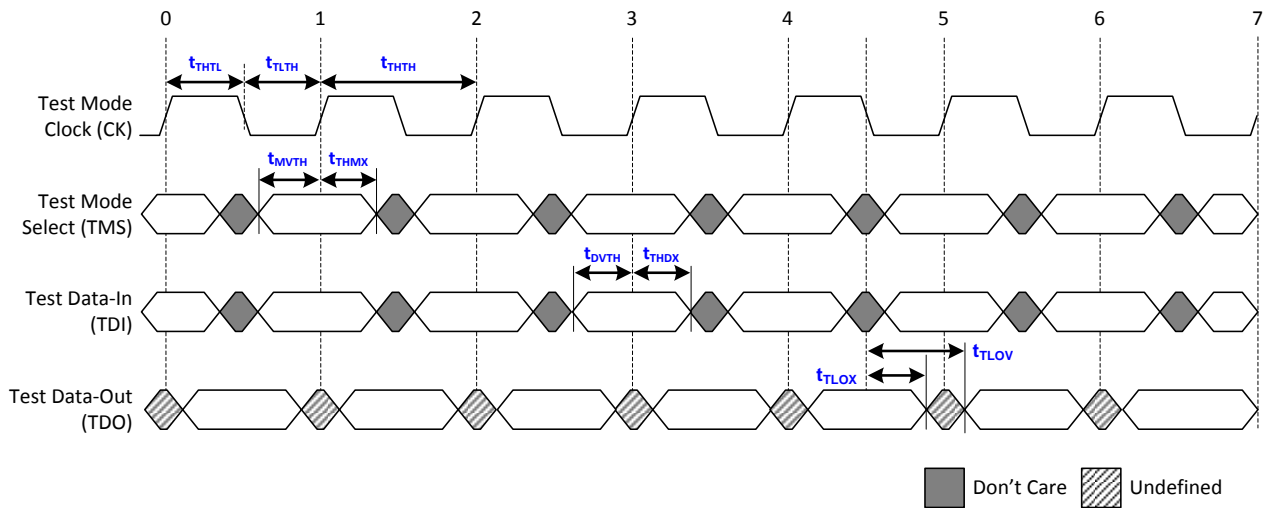 0 1 2 3 4 5 6 7
tTHTL tTLTH tTHTH
Test Mode
Clock (CK)
tMVTH tTHMX
Test Mode
Select (TMS)
tDVTH tTHDX
Test Data-In
(TDI)
tTLOV
tTLOX
Test Data-Out
(TDO)
Don't Care Undefined